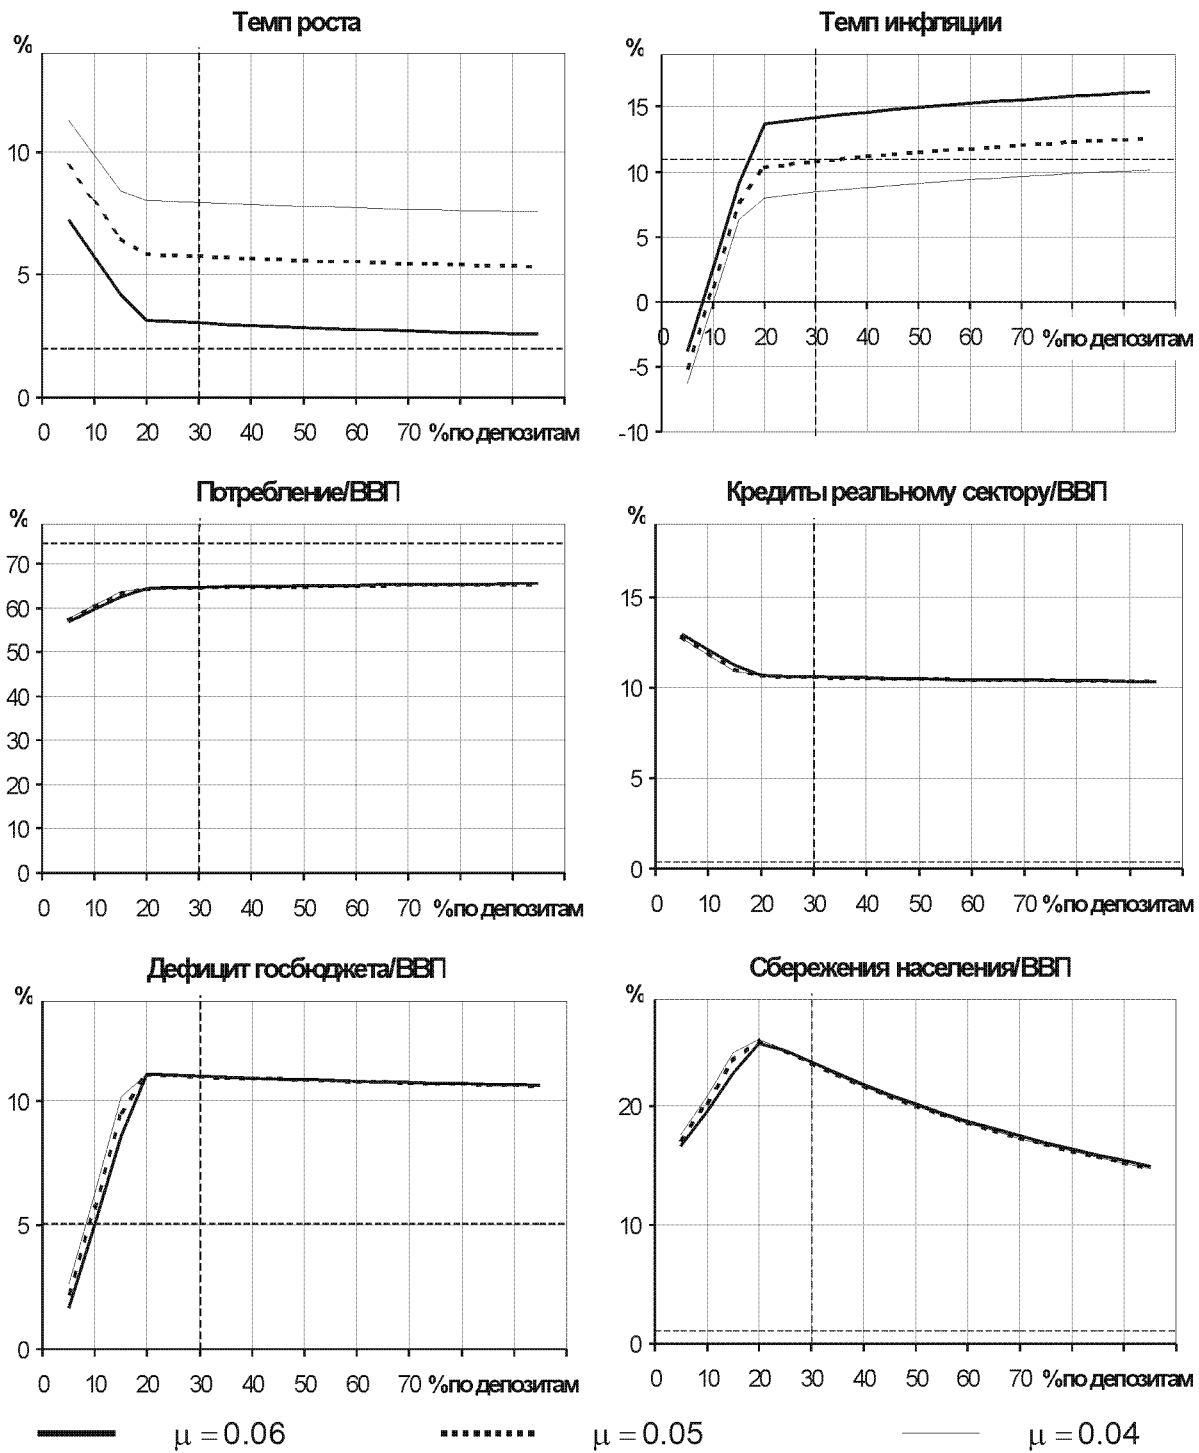 Темп роста
%
10
5
0
0 10 20 30 40 50 60 70 % по депозитам
Темп инфляции
%
15
10
5
0
0 10 20 30 40 50 60 70 % по депозитам
-5
-10
Потребление/ВВП
%
70
60
50
40
30
20
10
0
0 10 20 30 40 50 60 70 % по депозитам
Кредиты реальному сектору/ВВП
%
15
10
5
0
0 10 20 30 40 50 60 70 % по депозитам
Дефицит госбюджета/ВВП
%
10
5
0
0 10 20 30 40 50 60 70 % по депозитам
Сбережения населения/ВВП
%
20
10
0
0 10 20 30 40 50 60 70 % по депозитам
μ = 0.06 μ = 0.05 μ = 0.04